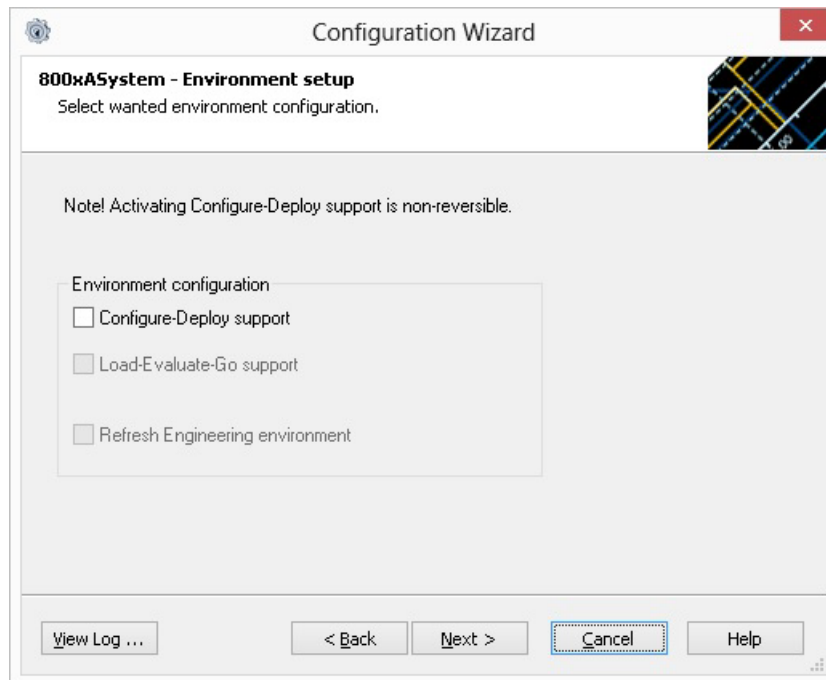 Configuration Wizard
800xASystem - Environment setup
Select wanted environment configuration.
Note! Activating Configure-Deploy support is non-reversible.
Environment configuration
Configure-Deploy support
Load-Evaluate-Go support
Refresh Engineering environment
View Log ...
< Back
Next >
Cancel
Help